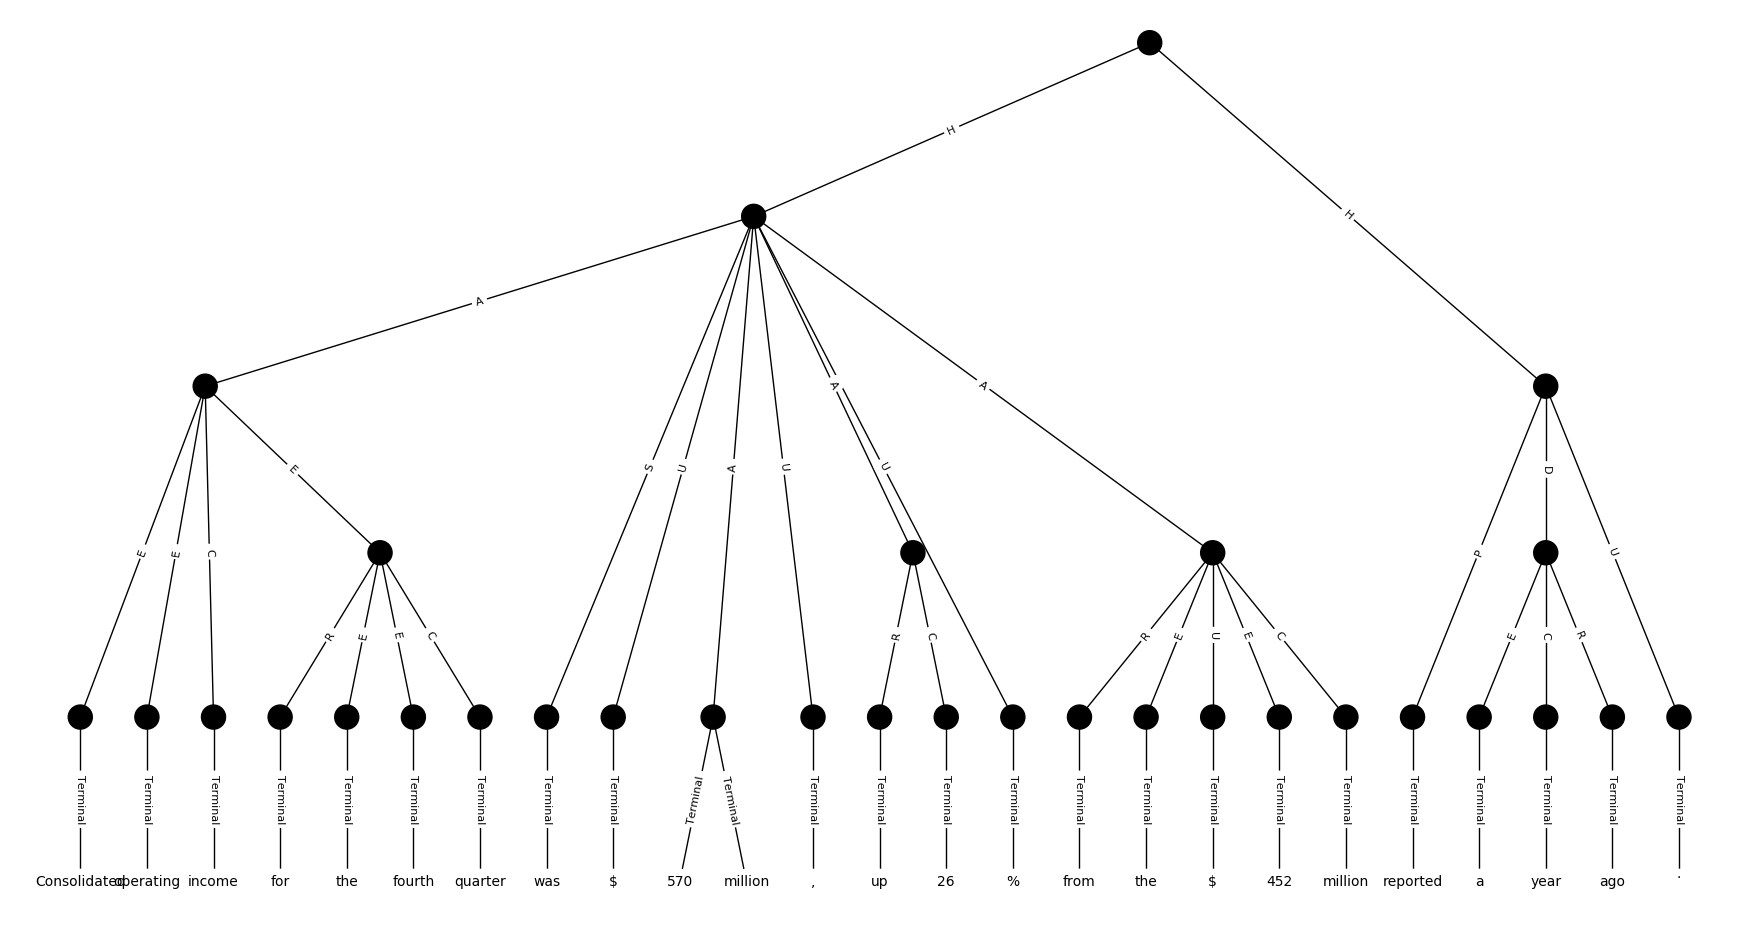 H
H
A
A
A
E
S
U
A
U
U
D
E
E
C
P
U
R
E
E
C
R
C
R
E
U
E
C
E
C
R
Terminal Terminal Terminal Terminal Terminal Terminal Terminal Terminal Terminal Terminal Terminal Terminal Terminal Terminal Terminal Terminal Terminal Terminal Terminal Terminal Terminal Terminal Terminal Terminal Terminal
Consolidated operating income for the fourth quarter was $ 570 million , up 26 % from the $ 452 million reported a year ago .